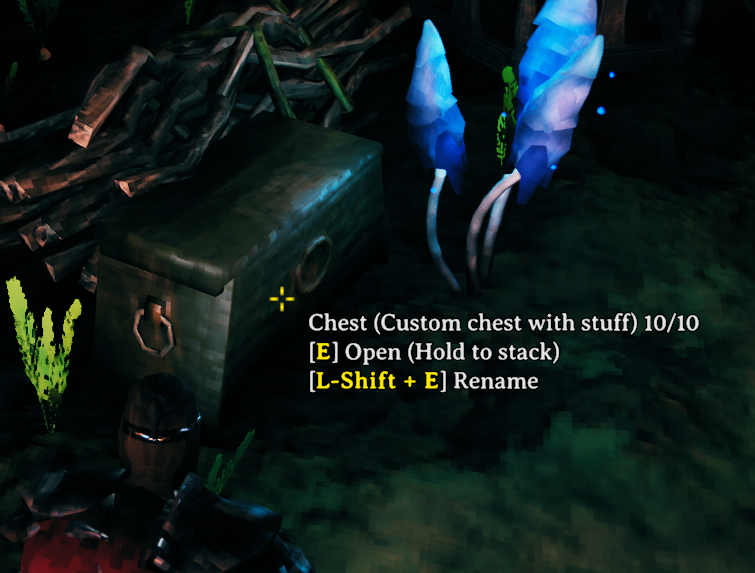 Chest (Custom chest with stuff) 10/10
[E] Open (Hold to stack)
[L-Shift + E] Rename